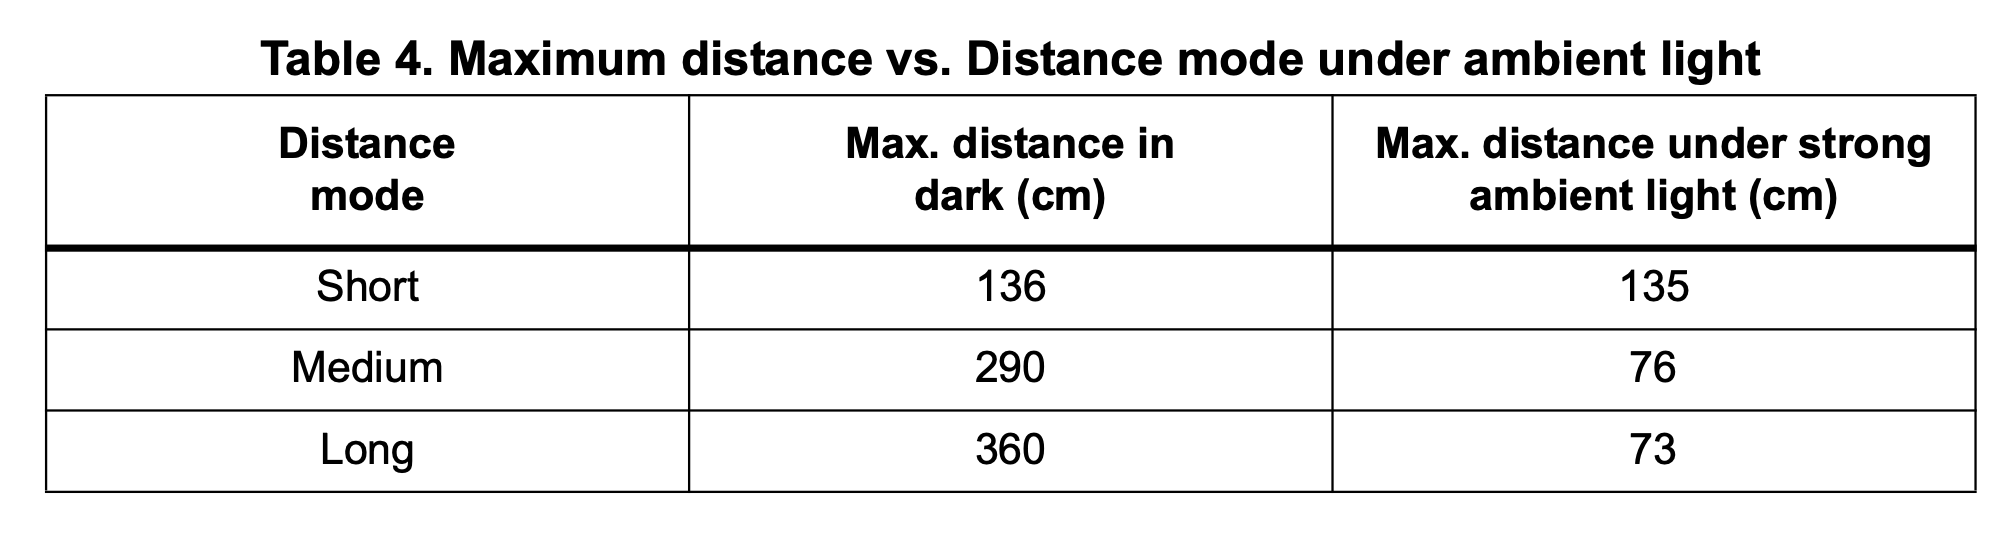 Table 4. Maximum distance vs. Distance mode under ambient light
Distance mode | Max. distance in dark (cm) | Max. distance under strong ambient light (cm)
Short | 136 | 135
Medium | 290 | 76
Long | 360 | 73